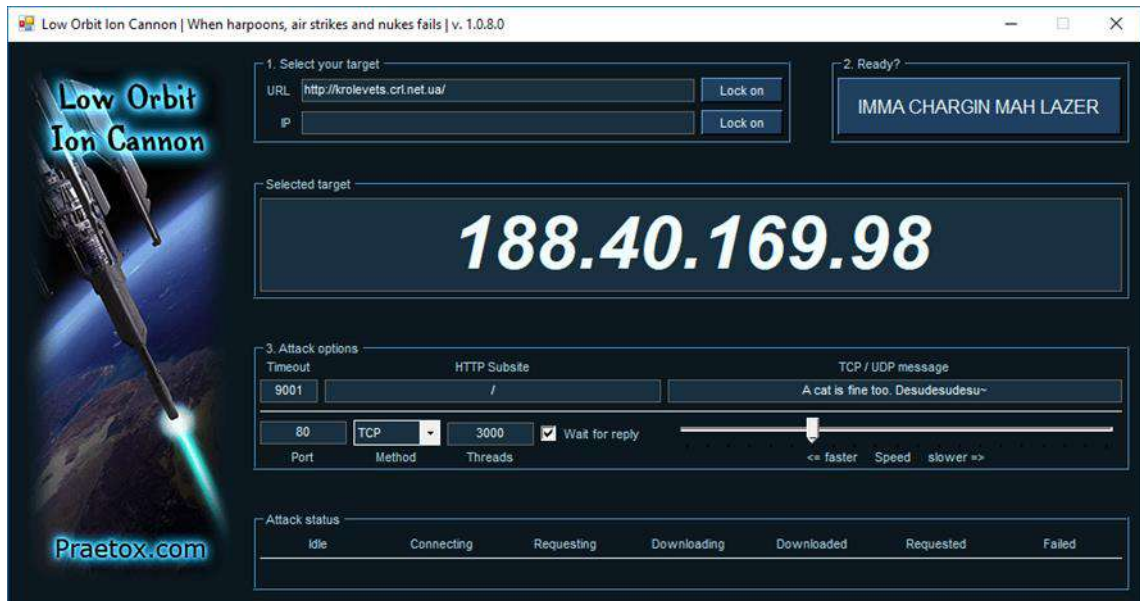 Low Orbit Ion Cannon | When harpoons, air strikes and nukes fails | v. 1.0.8.0
Low Orbit
Ion Cannon
Praetox.com
1. Select your target
URL http://krolevets.crl.net.ua/ Lock on
IP Lock on
2. Ready?
IMMA CHARGIN MAH LAZER
Selected target
188.40.169.98
3. Attack options
Timeout HTTP Subsite TCP / UDP message
9001 / A cat is fine too. Desudesudesu~
80 TCP 3000 Wait for reply
Port Method Threads <= faster Speed slower =>
Attack status
Idle Connecting Requesting Downloading Downloaded Requested Failed